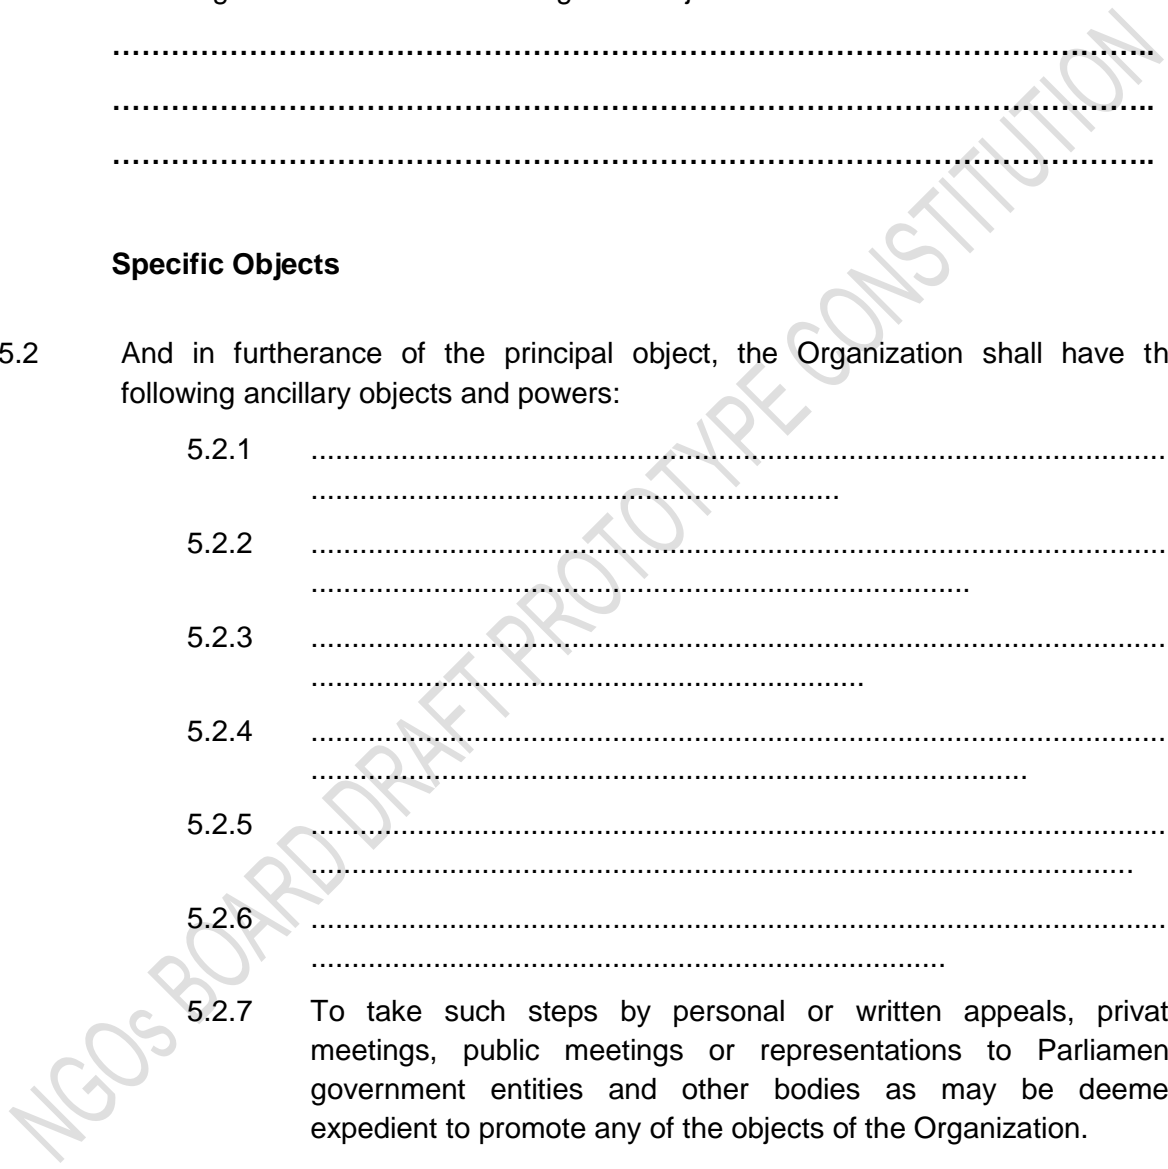 ……………………………………………………………………………………………..
……………………………………………………………………………………………..
……………………………………………………………………………………………..
Specific Objects
5.2 And in furtherance of the principal object, the Organization shall have th
following ancillary objects and powers:
5.2.1 ..........................................................................................................
.................................................................
5.2.2 ..........................................................................................................
.................................................................................
5.2.3 ..........................................................................................................
....................................................................
5.2.4 ..........................................................................................................
........................................................................................
5.2.5 ..........................................................................................................
.....................................................................................................
5.2.6 ..........................................................................................................
..............................................................................
5.2.7 To take such steps by personal or written appeals, privat
meetings, public meetings or representations to Parliamen
government entities and other bodies as may be deeme
expedient to promote any of the objects of the Organization.
NGOs BOARD DRAFT PROTOTYPE CONSTITUTION